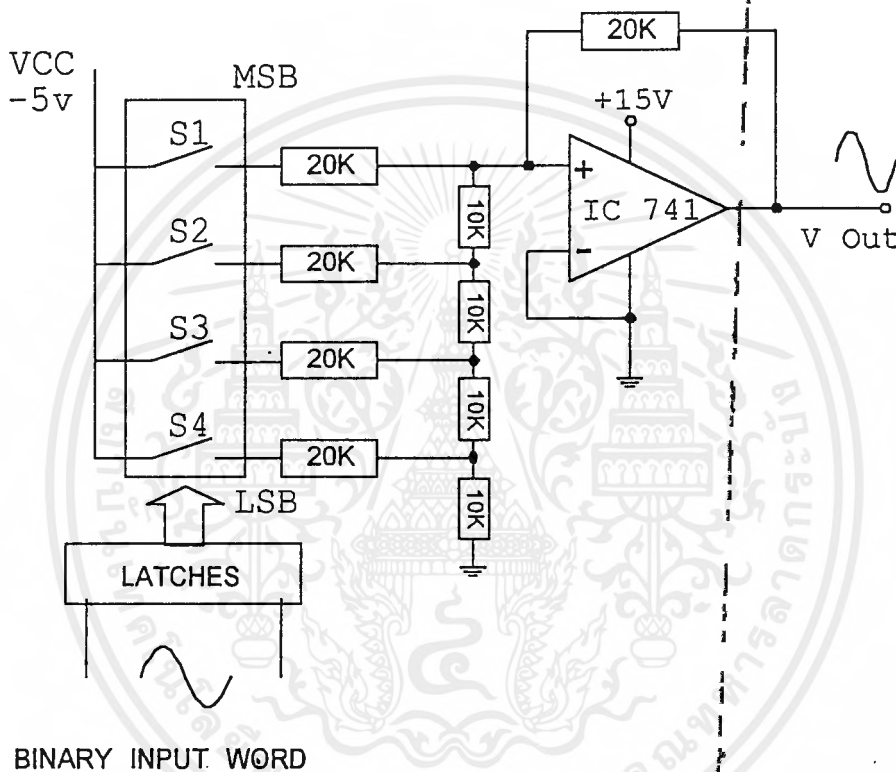 20K
VCC
-5v
MSB
+15V
S1
20K
+
10K
IC 741
-
V Out
S2
20K
10K
S3
20K
10K
S4
20K
10K
LSB
LATCHES
BINARY INPUT WORD